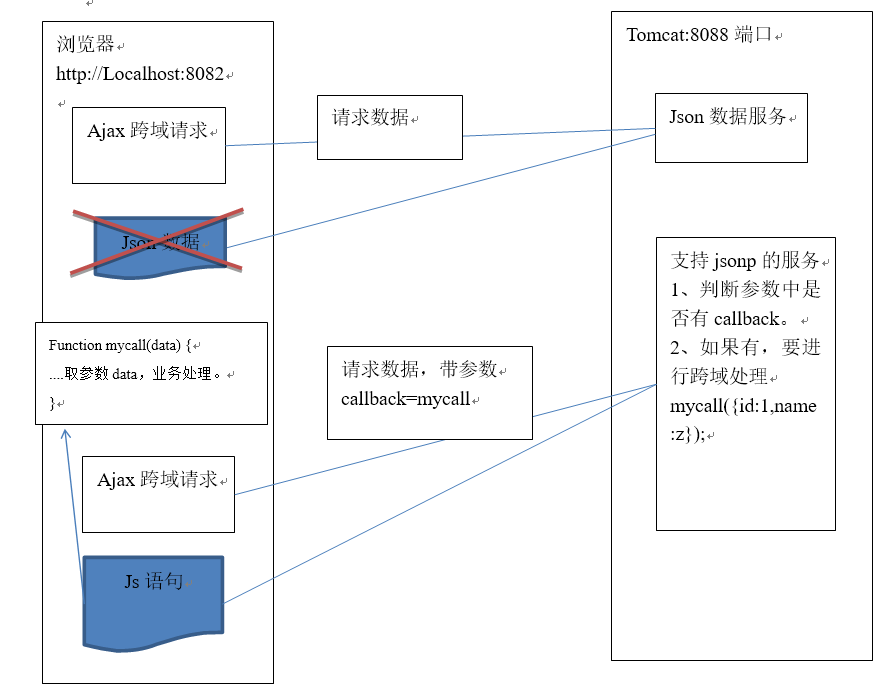 浏览器
http://Localhost:8082
Ajax 跨域请求
Json 数据
Function mycall(data) {
....取参数 data，业务处理。
}
Ajax 跨域请求
Js 语句
请求数据
请求数据，带参数
callback=mycall
Tomcat:8088 端口
Json 数据服务
支持 jsonp 的服务
1、判断参数中是
否有 callback。
2、如果有，要进
行跨域处理
mycall({id:1,name
:z});